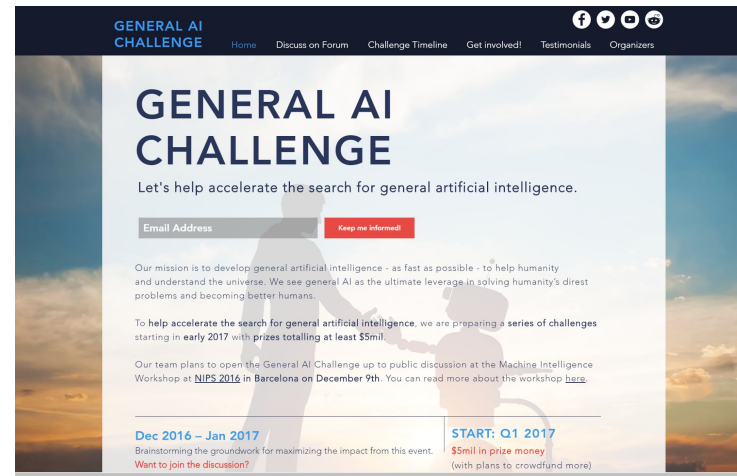 GENERAL AI
CHALLENGE
Home Discuss on Forum Challenge Timeline Get involved! Testimonials Organizers
GENERAL AI
CHALLENGE
Let's help accelerate the search for general artificial intelligence.
Email Address Keep me informed!
Our mission is to develop general artificial intelligence - as fast as possible - to help humanity
and understand the universe. We see general AI as the ultimate leverage in solving humanity's direst
problems and becoming better humans.
To help accelerate the search for general artificial intelligence, we are preparing a series of challenges
starting in early 2017 with prizes totalling at least $5mil.
Our team plans to open the General AI Challenge up to public discussion at the Machine Intelligence
Workshop at NIPS 2016 in Barcelona on December 9th. You can read more about the workshop here.
Dec 2016 – Jan 2017
Brainstorming the groundwork for maximizing the impact from this event.
Want to join the discussion?
START: Q1 2017
$5mil in prize money
(with plans to crowdfund more)